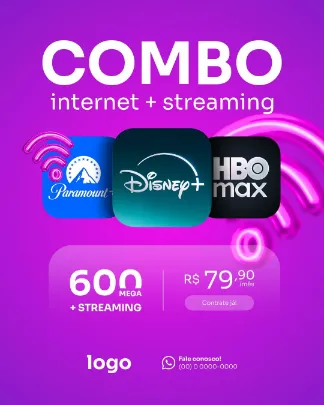 COMBO
internet + streaming
Paramount+
Disney+
HBO
max
600
MEGA
+ STREAMING
R$ 79,90
/mês
Contrate já!
logo
Fale conosco!
(00) 0 0000-0000